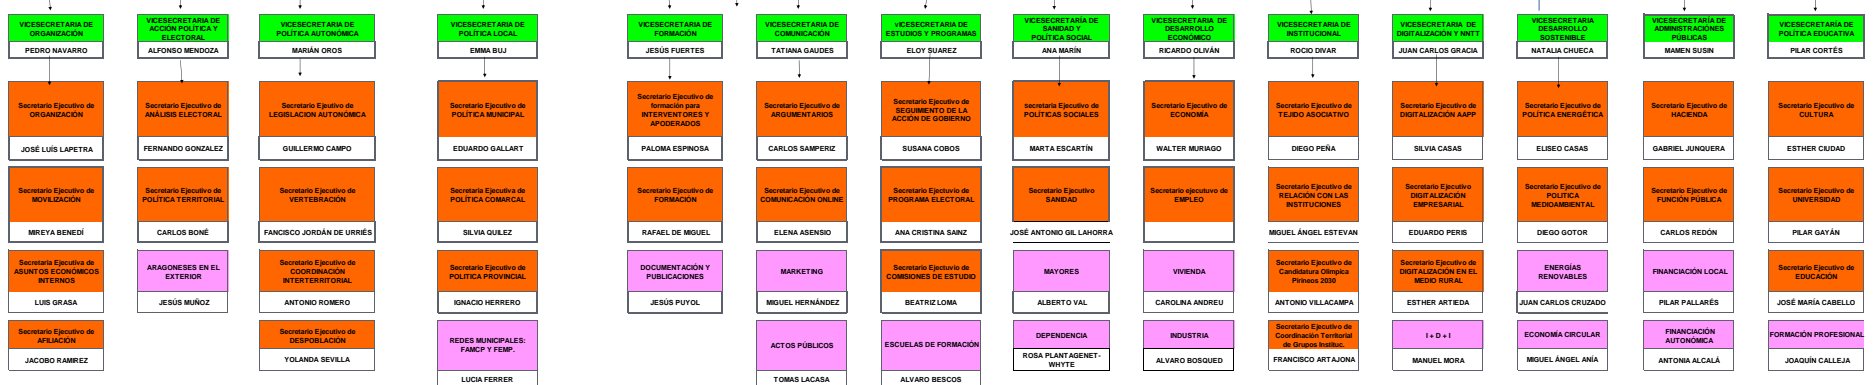 VICESECRETARIA DE
ORGANIZACIÓN
PEDRO NAVARRO
Secretario Ejecutivo de
ORGANIZACIÓN
JOSÉ LUÍS LAPETRA
Secretario Ejecutivo de
MOVILIZACIÓN
MIREYA BENEDÍ
Secretaria Ejecutiva de
ASUNTOS ECONÓMICOS
INTERNOS
LUIS GRASA
Secretario Ejecutivo de
AFILIACIÓN
JACOBO RAMIREZ
VICESECRETARIA DE
ACCIÓN POLÍTICA Y
ELECTORAL
ALFONSO MENDOZA
Secretario Ejecutivo de
ANÁLISIS ELECTORAL
FERNANDO GONZALEZ
Secretario Ejecutivo de
POLÍTICA TERRITORIAL
CARLOS BONÉ
ARAGONESES EN EL
EXTERIOR
JESÚS MUÑOZ
VICESECRETARIA DE
POLÍTICA AUTONÓMICA
MARIÁN OROS
Secretario Ejutivo de
LEGISLACION AUTONÓMICA
GUILLERMO CAMPO
Secretario Ejecutivo de
VERTEBRACIÓN
FANCISCO JORDÁN DE URRIÉS
Secretario Ejecutivo de
COORDINACIÓN
INTERTERRITORIAL
ANTONIO ROMERO
Secretario Ejecutivo de
DESPOBLACIÓN
YOLANDA SEVILLA
VICESECRETARIA DE
POLÍTICA LOCAL
EMMA BUJ
Secretario Ejecutivo de
POLÍTICA MUNICIPAL
EDUARDO GALLART
Secretario Ejecutiva de
POLÍTICA COMARCAL
SILVIA QUILEZ
Secretario Ejecutivo de
POLITICA PROVINCIAL
IGNACIO HERRERO
REDES MUNICIPALES:
FAMCP Y FEMP.
LUCIA FERRER
VICESECRETARIA DE
FORMACIÓN
JESÚS FUERTES
Secretario Ejecutivo de
formación para
INTERVENTORES Y
APODERADOS
PALOMA ESPINOSA
Secretario Ejecutivo de
FORMACIÓN
RAFAEL DE MIGUEL
DOCUMENTACIÓN Y
PUBLICACIONES
JESÚS PUYOL
VICESECRETARIA DE
COMUNICACIÓN
TATIANA GAUDES
Secretario Ejecutivo de
ARGUMENTARIOS
CARLOS SAMPERIZ
Secretario Ejecutivo de
COMUNICACIÓN ONLINE
ELENA ASENSIO
MARKETING
MIGUEL HERNÁNDEZ
ACTOS PÚBLICOS
TOMAS LACASA
VICESECRETARIA DE
ESTUDIOS Y PROGRAMAS
ELOY SUAREZ
Secretario Ejecutivo de
SEGUIMIENTO DE LA
ACCIÓN DE GOBIERNO
SUSANA COBOS
Secretario Ejectuvio de
PROGRAMA ELECTORAL
ANA CRISTINA SAINZ
Secretario Ejectuvio de
COMISIONES DE ESTUDIO
BEATRIZ LOMA
ESCUELAS DE FORMACIÓN
ALVARO BESCOS
VICESECRETARÍA DE
SANIDAD Y
POLÍTICA SOCIAL
ANA MARÍN
secretaria Ejecutiva de
POLÍTICAS SOCIALES
MARTA ESCARTÍN
Secretario Ejecutivo
SANIDAD
JOSÉ ANTONIO GIL LAHORRA
MAYORES
ALBERTO VAL
DEPENDENCIA
ROSA PLANTAGENET-
WHYTE
VICESECRETARIA DE
DESARROLLO
ECONÓMICO
RICARDO OLIVÁN
Secretario Ejecutivo de
ECONOMÍA
WALTER MURIAGO
Secretario ejecutuvo de
EMPLEO
VIVIENDA
CAROLINA ANDREU
INDUSTRIA
ALVARO BOSQUED
VICESECRETARIA DE
INSTITUCIONAL
ROCIO DIVAR
Secretario Ejecutivo de
TEJIDO ASOCIATIVO
DIEGO PEÑA
Secretario Ejecutivo de
RELACIÓN CON LAS
INSTITUCIONES
MIGUEL ÁNGEL ESTEVAN
Secretario Ejecutivo de
Candidatura Olímpica
Pirineos 2030
ANTONIO VILLACAMPA
Secretario Ejecutivo de
Coordinación Territorial
de Grupos Instituc.
FRANCISCO ARTAJONA
VICESECRETARIA DE
DIGITALIZACIÓN Y NNTT
JUAN CARLOS GRACIA
Secretario Ejecutivo de
DIGITALIZACIÓN AAPP
SILVIA CASAS
Secretario Ejecutivo
DIGITALIZACIÓN
EMPRESARIAL
EDUARDO PERIS
Secretario Ejecutivo de
DIGITALIZACIÓN EN EL
MEDIO RURAL
ESTHER ARTIEDA
I + D + I
MANUEL MORA
VICESECRETARIA
DESARROLLO
SOSTENIBLE
NATALIA CHUECA
Secretario Ejecutivo de
POLÍTICA ENERGÉTICA
ELISEO CASAS
Secretario Ejecutivo de
POLITICA
MEDIOAMBIENTAL
DIEGO GOTOR
ENERGÍAS
RENOVABLES
JUAN CARLOS CRUZADO
ECONOMÍA CIRCULAR
MIGUEL ÁNGEL ANÍA
VICESECRETARÍA DE
ADMINISTRACIÓNES
PÚBLICAS
MAMEN SUSIN
Secretario Ejecutivo de
HACIENDA
GABRIEL JUNQUERA
Secretario Ejecutivo de
FUNCIÓN PÚBLICA
CARLOS REDÓN
FINANCIACIÓN LOCAL
PILAR PALLARÉS
FINANCIACIÓN
AUTONÓMICA
ANTONIA ALCALÁ
VICESECRETARÍA DE
POLÍTICA EDUCATIVA
PILAR CORTÉS
Secretario Ejecutivo de
CULTURA
ESTHER CIUDAD
Secretario Ejecutivo de
UNIVERSIDAD
PILAR GAYÁN
Secretario Ejecutivo de
EDUCACIÓN
JOSÉ MARÍA CABELLO
FORMACIÓN PROFESIONAL
JOAQUÍN CALLEJA